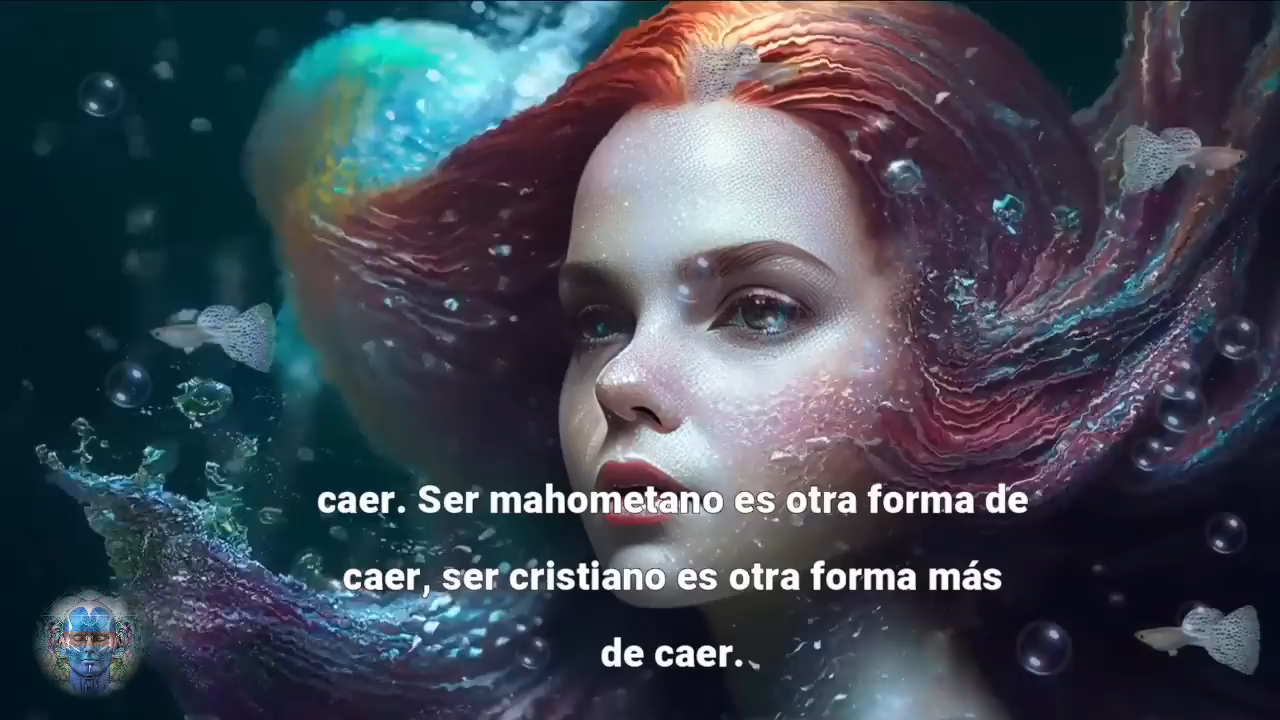 caer. Ser mahometano es otra forma de
caer, ser cristiano es otra forma más
de caer.